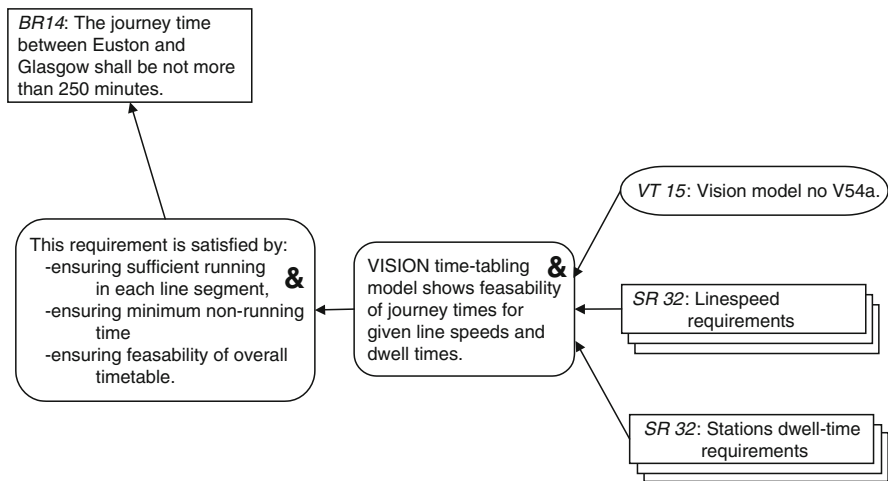 BR14: The journey time
between Euston and
Glasgow shall be not more
than 250 minutes.
VT 15: Vision model no V54a.
This requirement is satisfied by:
-ensuring sufficient running
in each line segment,
-ensuring minimum non-running
time
-ensuring feasability of overall
timetable.
&
VISION time-tabling
model shows feasability
of journey times for
given line speeds and
dwell times.
&
SR 32: Linespeed
requirements
SR 32: Stations dwell-time
requirements